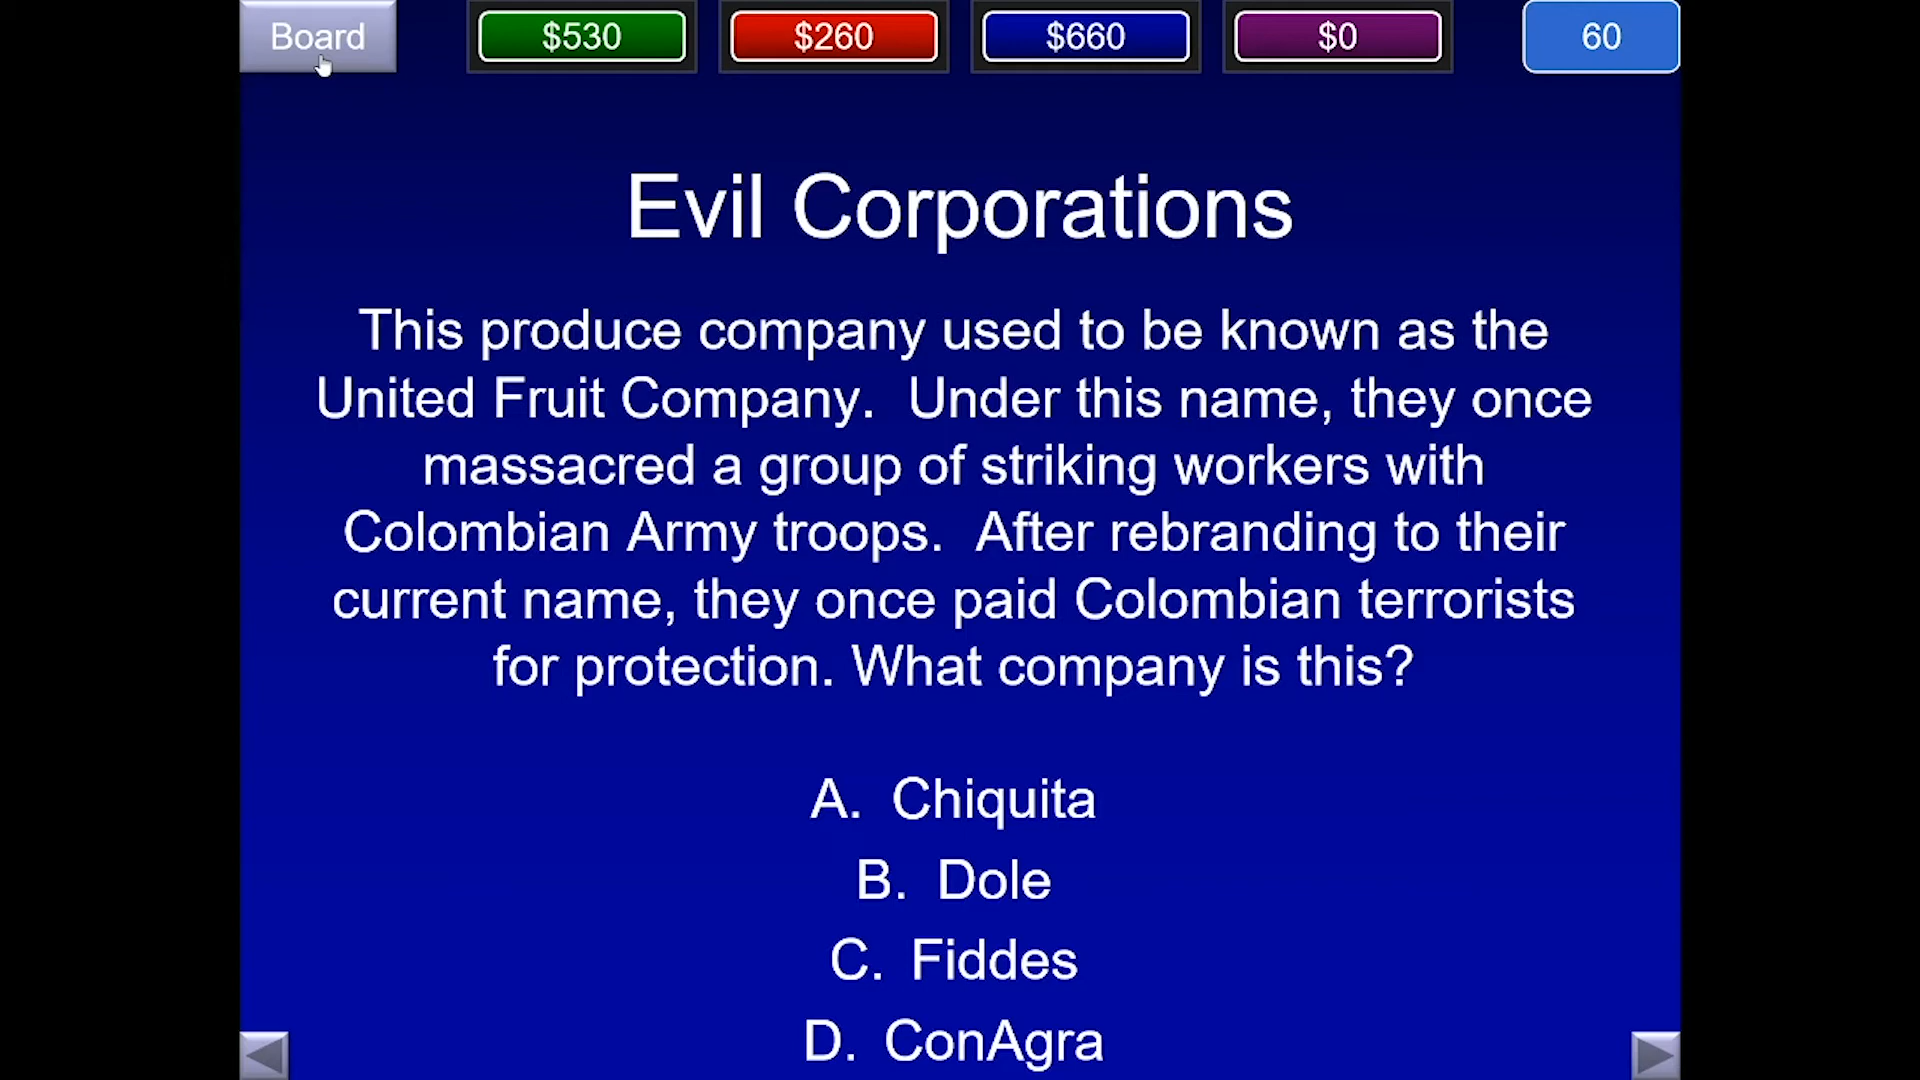 Board $530 $260 $660 $0 60
Evil Corporations
This produce company used to be known as the
United Fruit Company. Under this name, they once
massacred a group of striking workers with
Colombian Army troops. After rebranding to their
current name, they once paid Colombian terrorists
for protection. What company is this?
A. Chiquita
B. Dole
C. Fiddes
D. ConAgra